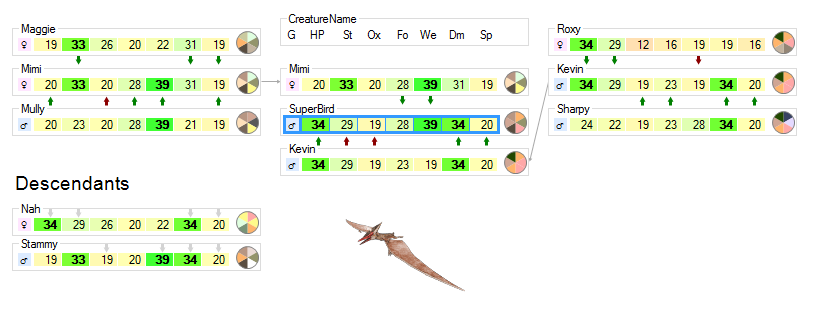 Maggie
♀ 19 33 26 20 22 31 19
Mimi
♀ 20 33 20 28 39 31 19
Mully
♂ 20 23 20 28 39 21 19
CreatureName
G HP St Ox Fo We Dm Sp
Mimi
♀ 20 33 20 28 39 31 19
SuperBird
♂ 34 29 19 28 39 34 20
Kevin
♂ 34 29 19 23 19 34 20
Roxy
♀ 34 29 12 16 19 19 19
Kevin
♂ 34 29 19 23 19 34 20
Sharpy
♂ 24 22 19 23 28 34 20
Descendants
Nah
♀ 34 29 26 20 22 34 20
Stammy
♂ 19 33 19 20 39 34 20